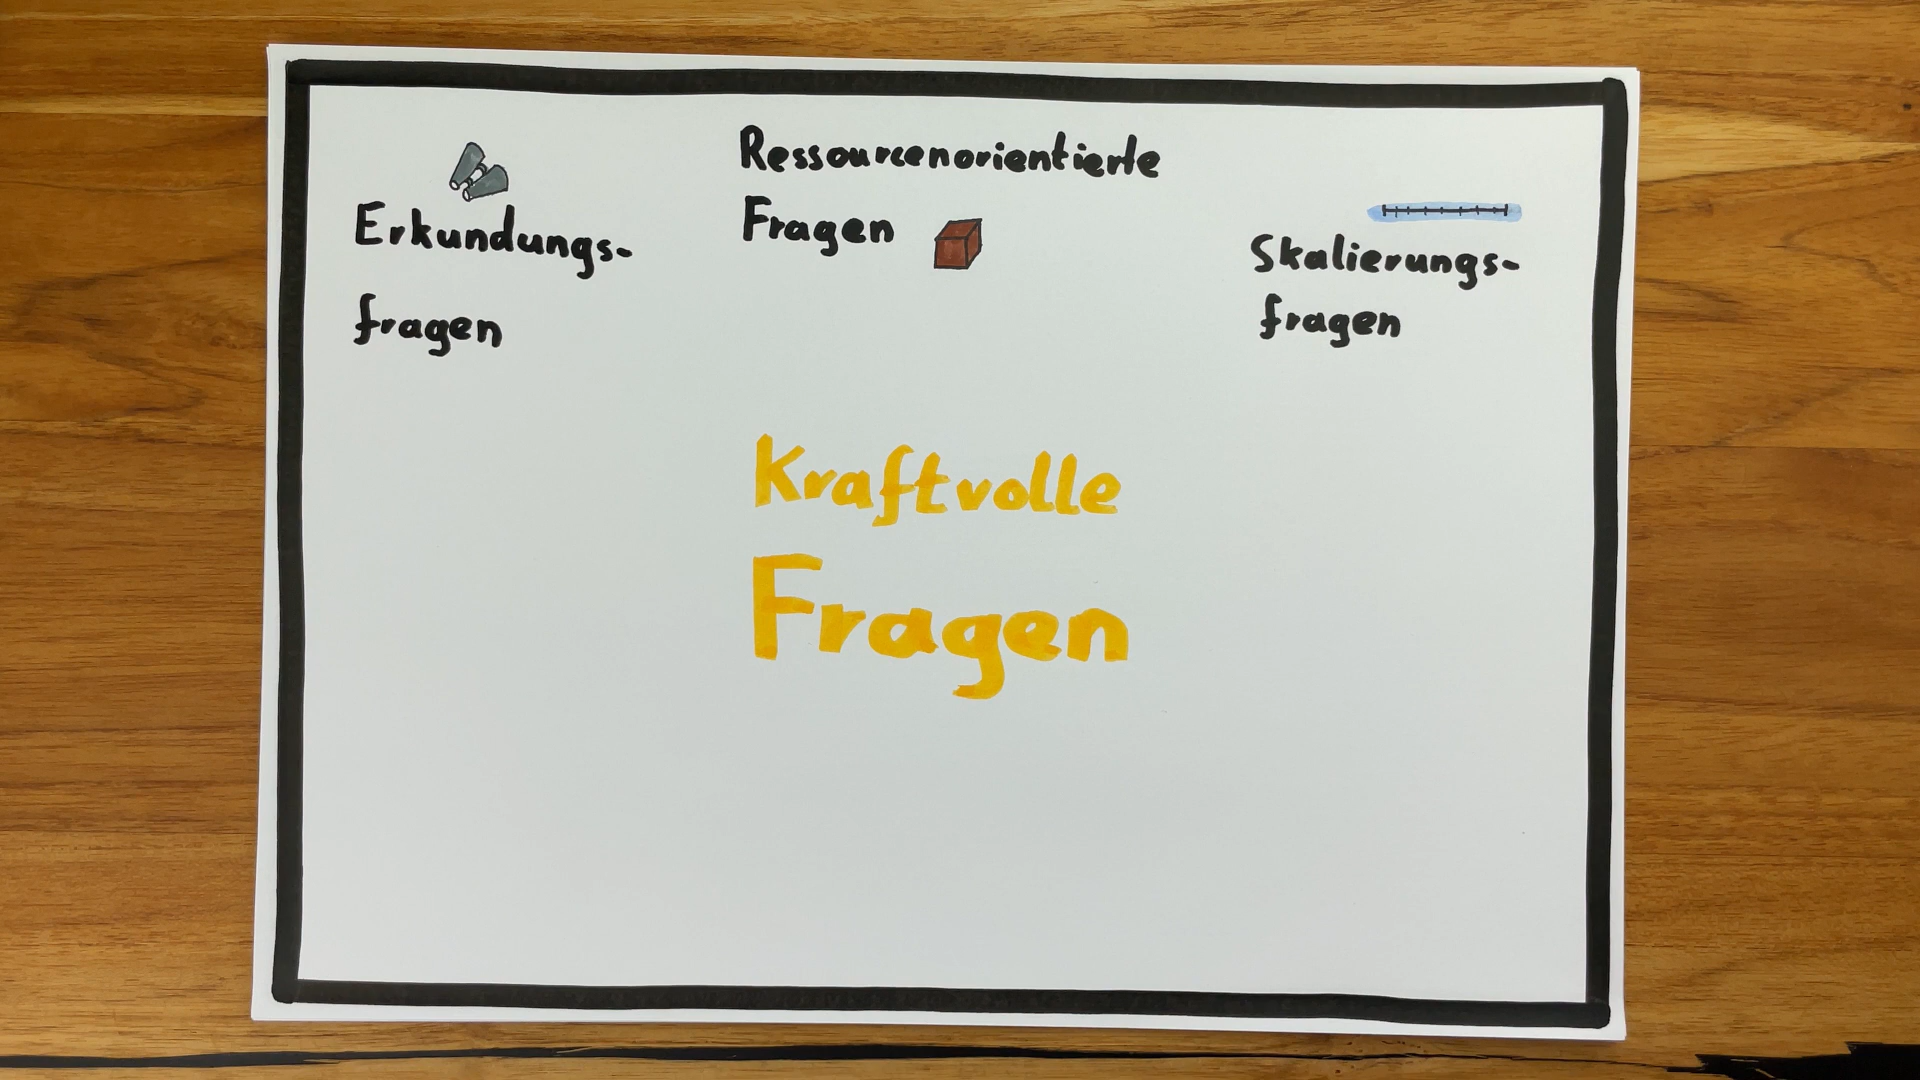 Erkundungs-
fragen
Ressourcenorientierte
Fragen
Skalierungs-
fragen
Kraftvolle
Fragen